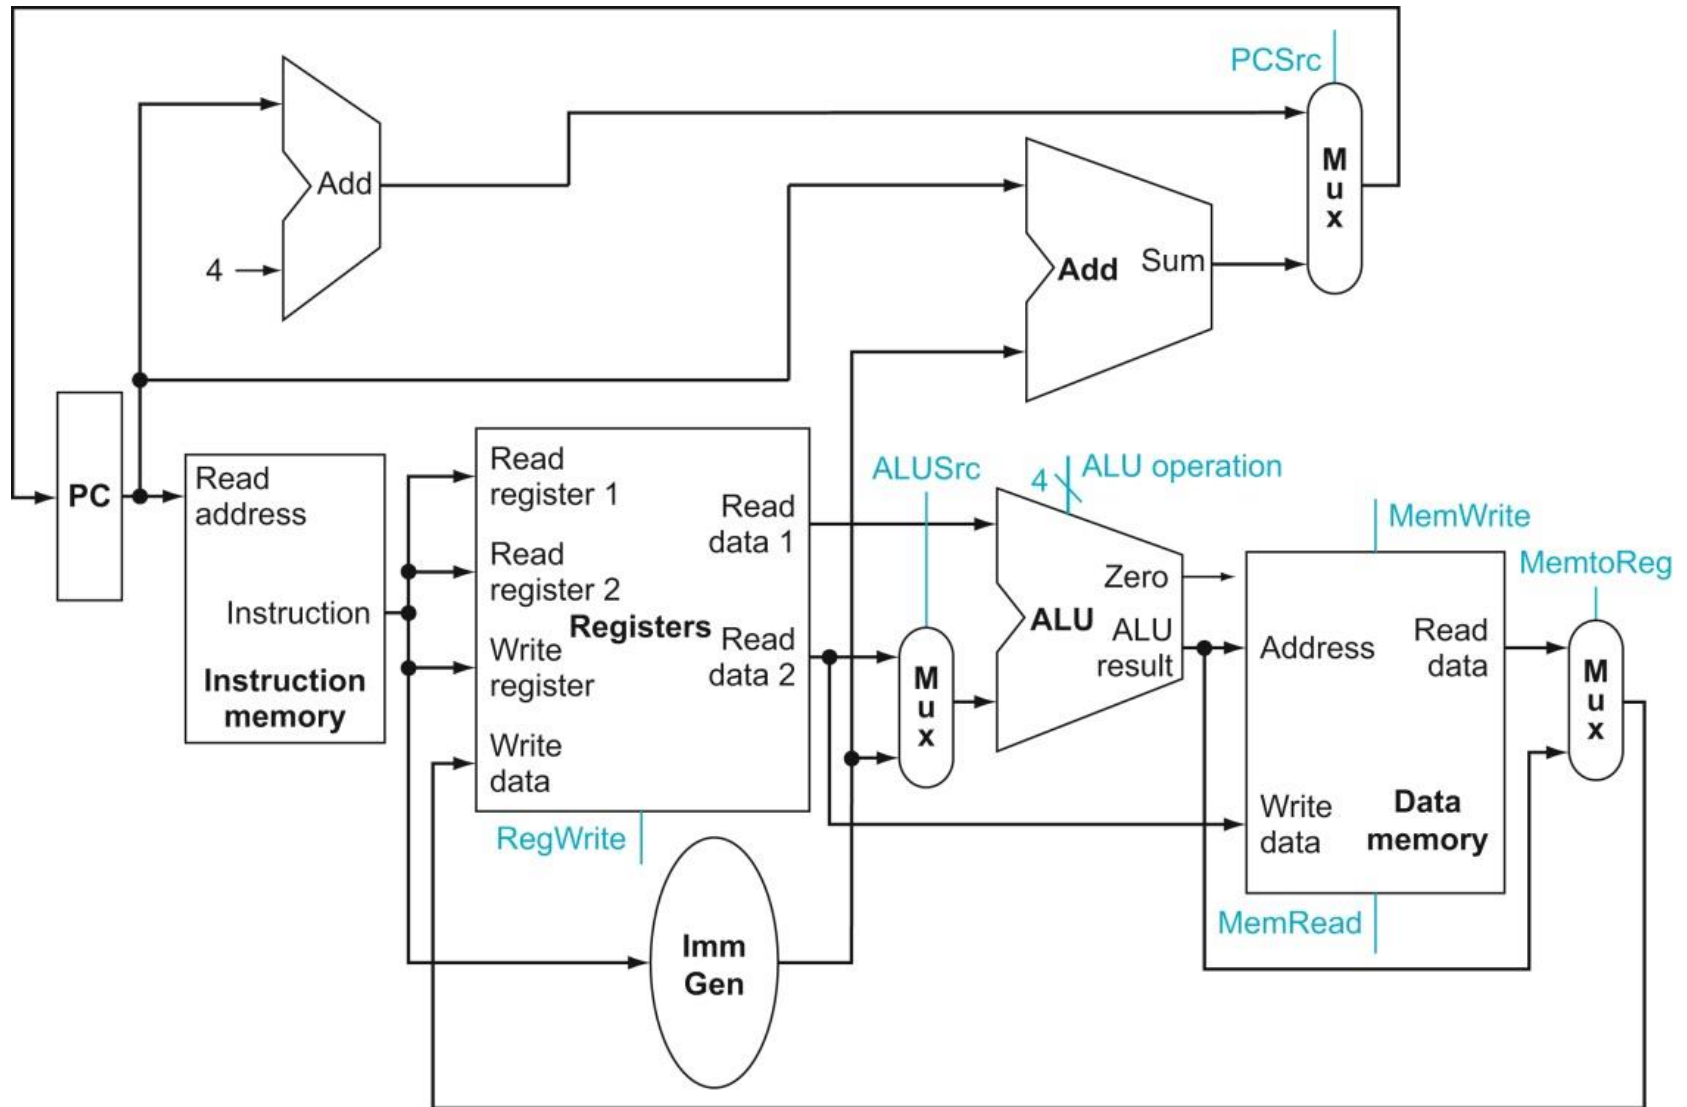 PCSrc
M
u
x
Add
4
Add Sum
PC
Read
address
Instruction
Instruction
memory
Read
register 1
Read
register 2
Write
register
Write
data
Registers
Read
data 1
Read
data 2
RegWrite
Imm
Gen
ALUSrc
M
u
x
4 ALU operation
Zero
ALU
ALU
result
MemWrite
Address
Read
data
Write
data
Data
memory
MemRead
MemtoReg
M
u
x